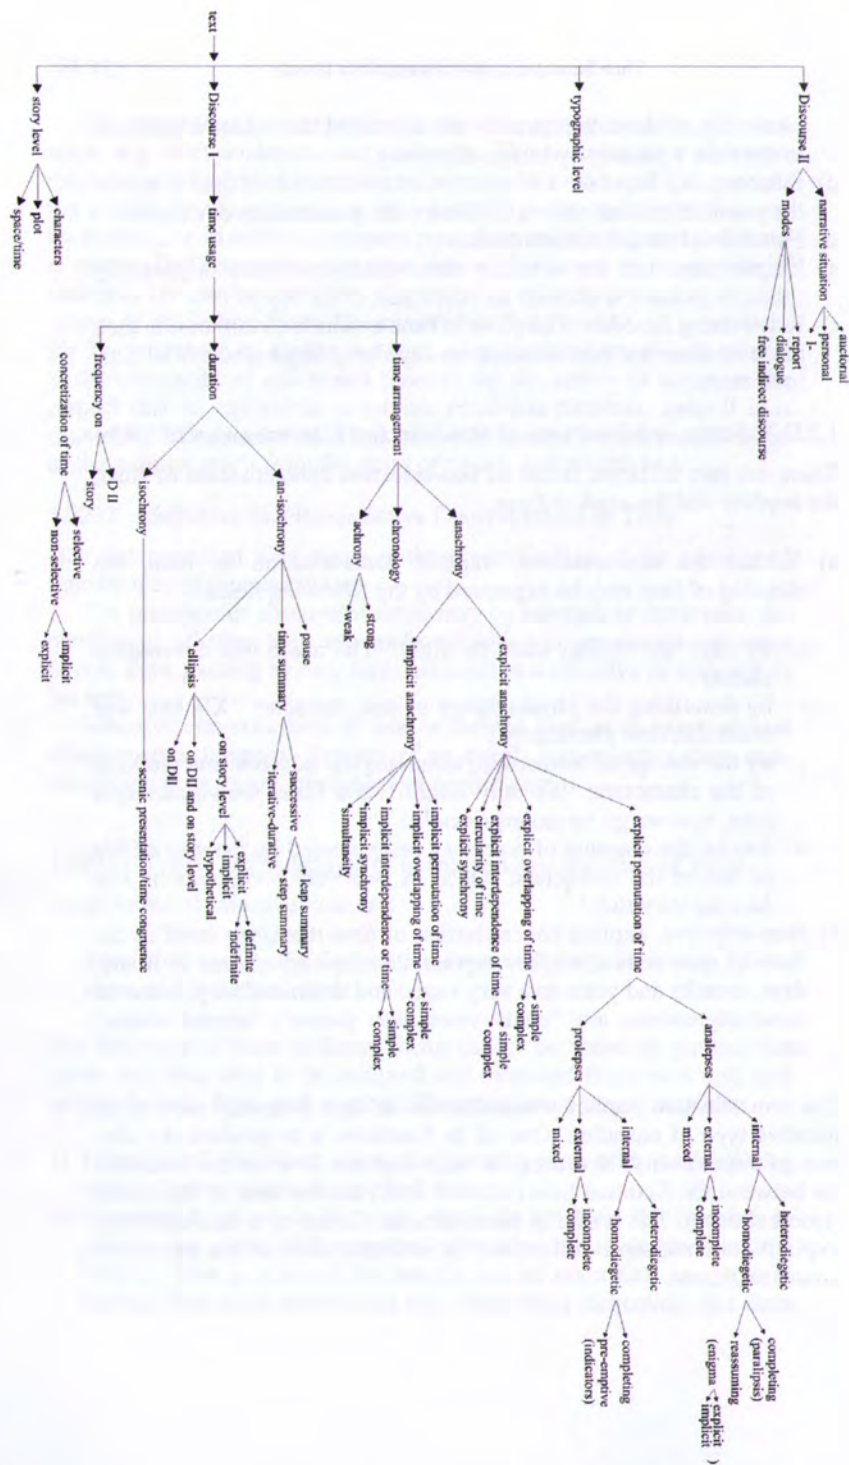 text
Discourse II
narrative situation
auctorial
personal
I-
modes
report
dialogue
free indirect discourse
typographic level
Discourse I
time usage
time arrangement
anachrony
explicit anachrony
explicit permutation of time
analepses
internal
heterodiegetic
homodiegetic
completing
(paralipsis)
reassuming
(enigma
explicit
implicit )
external
incomplete
complete
mixed
prolepses
internal
heterodiegetic
homodiegetic
completing
pre-emptive
(indicators)
external
incomplete
complete
mixed
explicit overlapping of time
simple
complex
explicit interdependence of time
simple
complex
circularity of time
explicit synchrony
implicit anachrony
implicit permutation of time
implicit overlapping of time
simple
complex
implicit interdependence or time
simple
complex
implicit synchrony
simultaneity
chronology
achrony
strong
weak
duration
an-isochrony
pause
time summary
successive
leap summary
step summary
iterative-durative
ellipsis
on story level
explicit
definite
indefinite
implicit
hypothetical
on DII and on story level
on DII
isochrony
scenic presentation/time congruence
frequency
story
concretization of time
selective
non-selective
implicit
explicit
story level
characters
plot
space/time